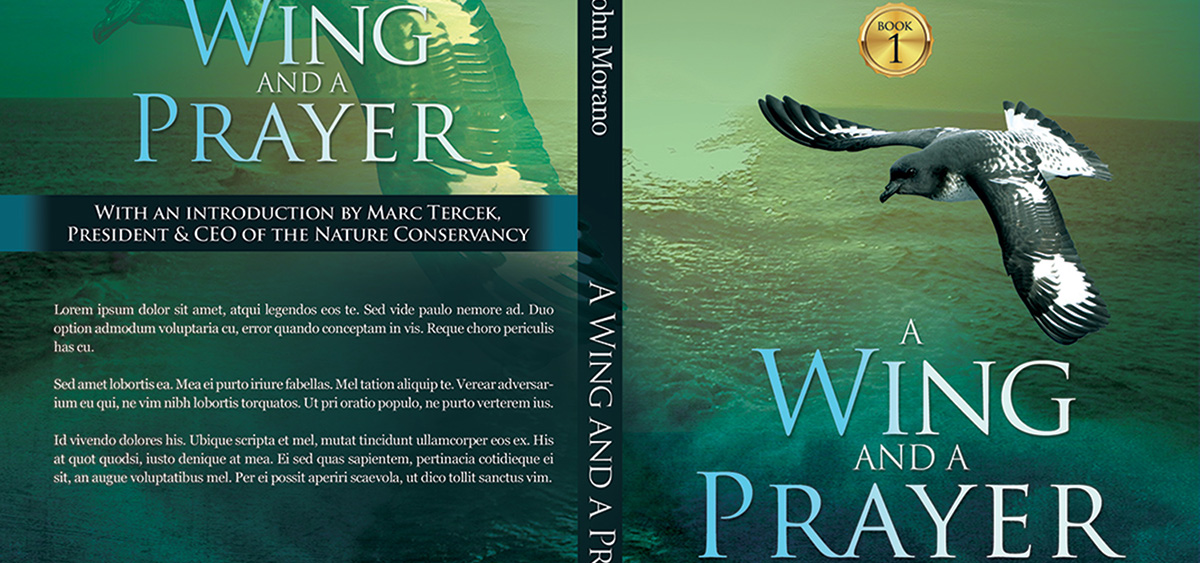 WING
AND A
PRAYER
WITH AN INTRODUCTION BY MARC TERCEK,
PRESIDENT & CEO OF THE NATURE CONSERVANCY
Lorem ipsum dolor sit amet, atqui legendos eos te. Sed vide paulo nemore ad. Duo
option admodum voluptaria cu, error quando conceptam in vis. Reque choro periculis
has cu.
Sed amet lobortis ea. Mea ei purto iriure fabellas. Mel tation aliquip te. Verear adversar-
ium eu qui, ne vim nibh lobortis torquatos. Ut pri oratio populo, ne purto verterem ius.
Id vivendo dolores his. Ubique scripta et mel, mutat tincidunt ullamcorper eos ex. His
at quot quodsi, iusto denique at mea. Ei sed quas sapientem, pertinacia cotidieque ei
sit, an augue voluptatibus mel. Per ei possit aperiri scaevola, ut dico tollit sanctus vim.
ohn Morano
A WING AND A PR
BOOK
1
A
WING
AND A
PRAYER